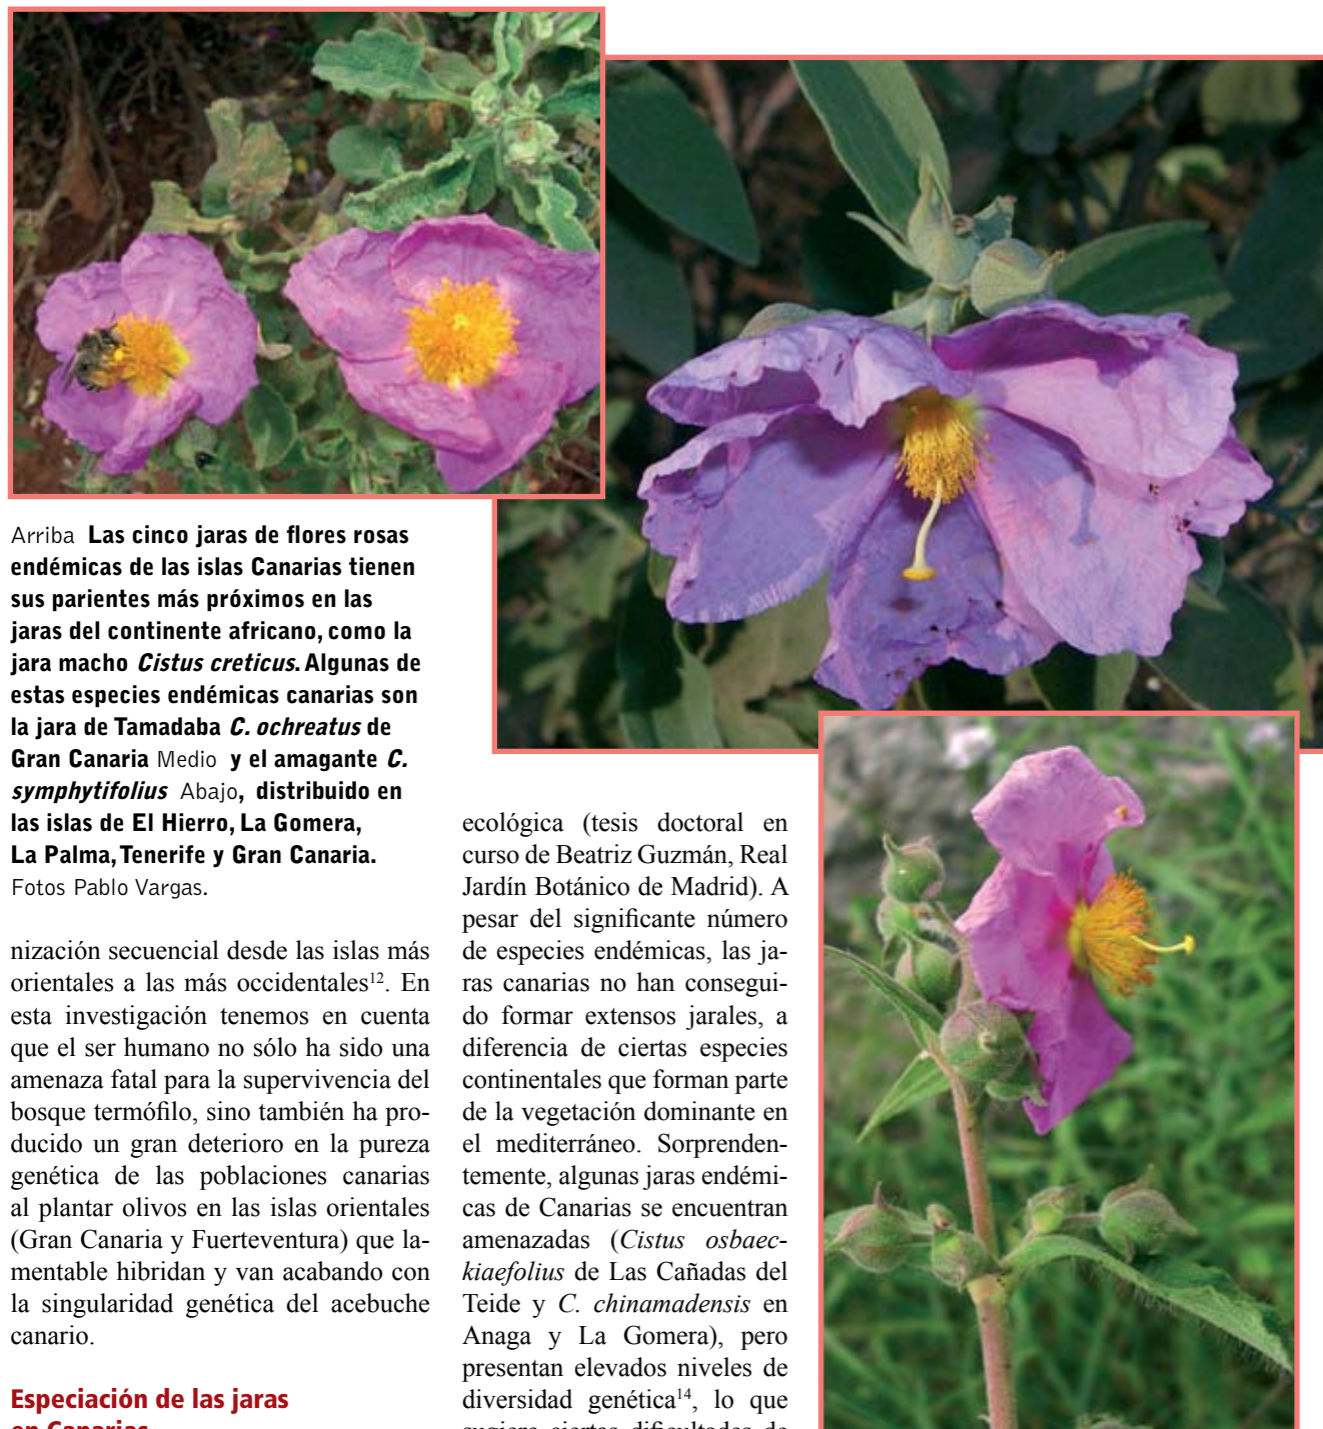 Arriba Las cinco jaras de flores rosas
endémicas de las islas Canarias tienen
sus parientes más próximos en las
jaras del continente africano, como la
jara macho Cistus creticus. Algunas de
estas especies endémicas canarias son
la jara de Tamadaba C. ochreatus de
Gran Canaria Medio y el amagante C.
symphytifolius Abajo, distribuido en
las islas de El Hierro, La Gomera,
La Palma, Tenerife y Gran Canaria.
Fotos Pablo Vargas.
nización secuencial desde las islas más
orientales a las más occidentales¹². En
esta investigación tenemos en cuenta
que el ser humano no sólo ha sido una
amenaza fatal para la supervivencia del
bosque termófilo, sino también ha pro-
ducido un gran deterioro en la pureza
genética de las poblaciones canarias
al plantar olivos en las islas orientales
(Gran Canaria y Fuerteventura) que la-
mentable hibridan y van acabando con
la singularidad genética del acebuche
canario.
Especiación de las jaras
en Canarias
ecológica (tesis doctoral en
curso de Beatriz Guzmán, Real
Jardín Botánico de Madrid). A
pesar del significante número
de especies endémicas, las ja-
ras canarias no han consegui-
do formar extensos jarales, a
diferencia de ciertas especies
continentales que forman parte
de la vegetación dominante en
el mediterráneo. Sorprenden-
temente, algunas jaras endémi-
cas de Canarias se encuentran
amenazadas (Cistus osbaec-
kiaefolius de Las Cañadas del
Teide y C. chinamadensis en
Anaga y La Gomera), pero
presentan elevados niveles de
diversidad genética¹⁴, lo que
sugiere ciertas dificultades de